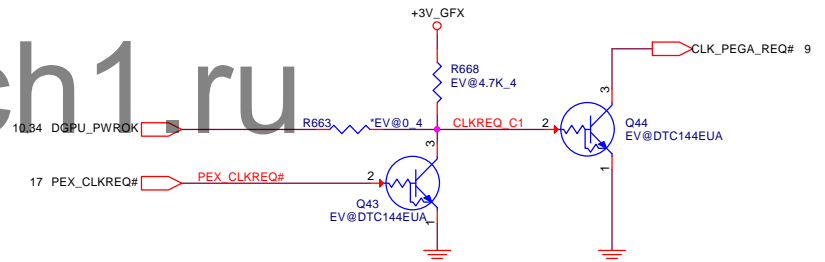 +3V_GFX
CLK_PEGA_REQ# 9
R668
EV@4.7K_4
ch1.ru
10,34 DGPU_PWROK
R663 *EV@0_4
CLKREQ_C1
2
3
1
Q44
EV@DTC144EUA
17 PEX_CLKREQ#
PEX_CLKREQ#
2
3
1
Q43
EV@DTC144EUA